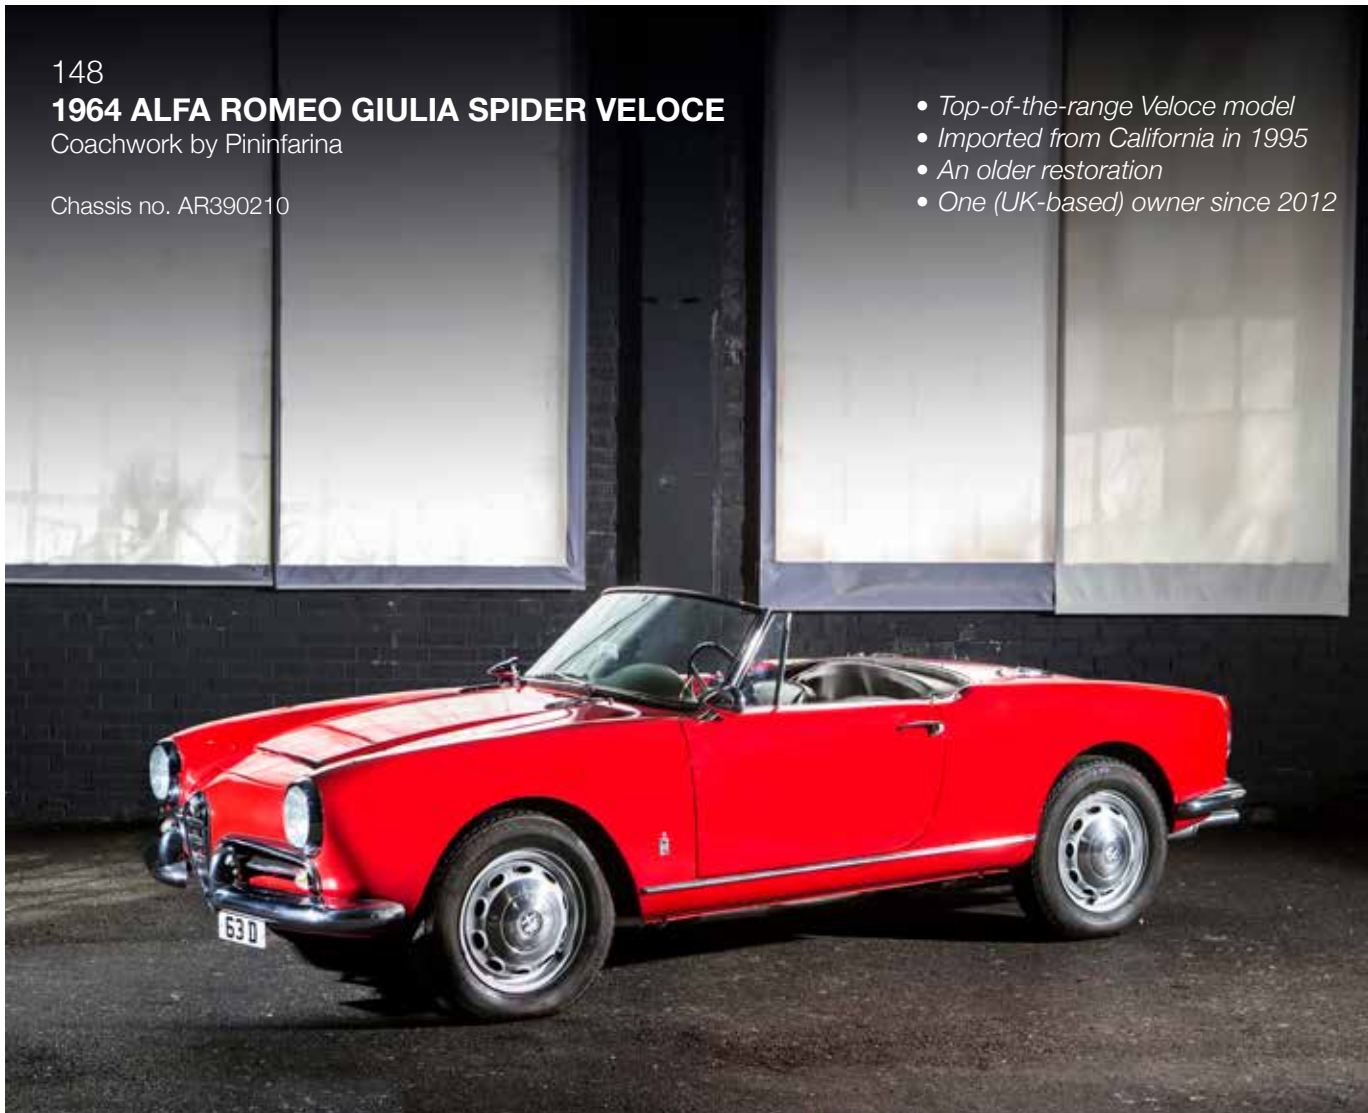 148
1964 ALFA ROMEO GIULIA SPIDER VELOCE
Coachwork by Pininfarina
Chassis no. AR390210
• Top-of-the-range Veloce model
• Imported from California in 1995
• An older restoration
• One (UK-based) owner since 2012
63 D